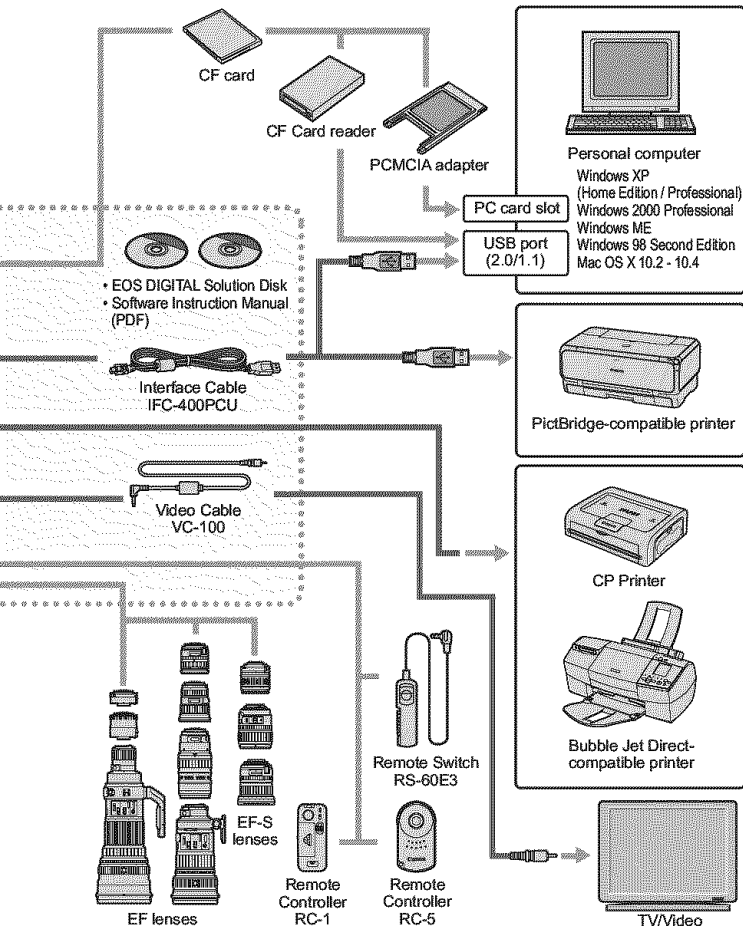 CF card
CF Card reader
PCMCIA adapter
Personal computer
Windows XP
(Home Edition / Professional)
Windows 2000 Professional
Windows ME
Windows 98 Second Edition
Mac OS X 10.2 - 10.4
PC card slot
USB port
(2.0/1.1)
• EOS DIGITAL Solution Disk
• Software Instruction Manual
(PDF)
Interface Cable
IFC-400PCU
PictBridge-compatible printer
Video Cable
VC-100
CP Printer
Bubble Jet Direct-
compatible printer
Remote Switch
RS-60E3
EF-S
lenses
EF lenses
Remote
Controller
RC-1
Remote
Controller
RC-5
TV/Video